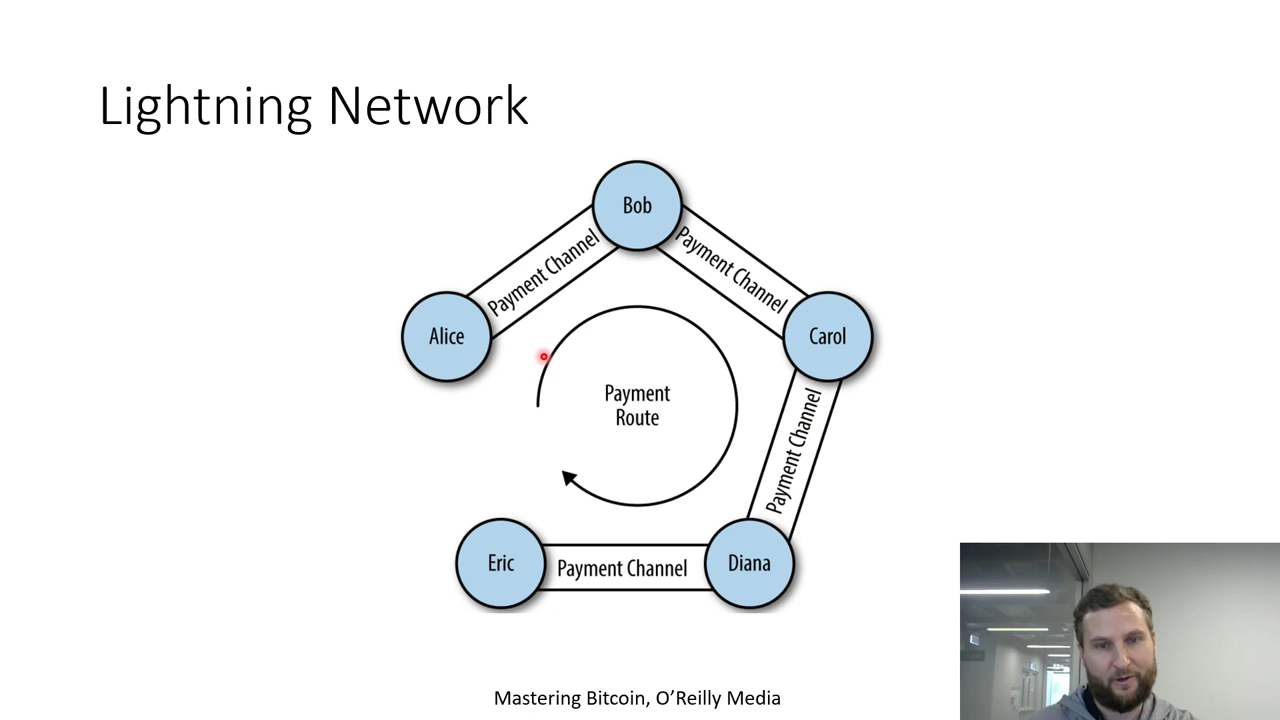 Lightning Network
Bob
Payment Channel
Payment Channel
Alice
Carol
Payment
Route
Payment Channel
Eric
Payment Channel
Diana
Mastering Bitcoin, O’Reilly Media